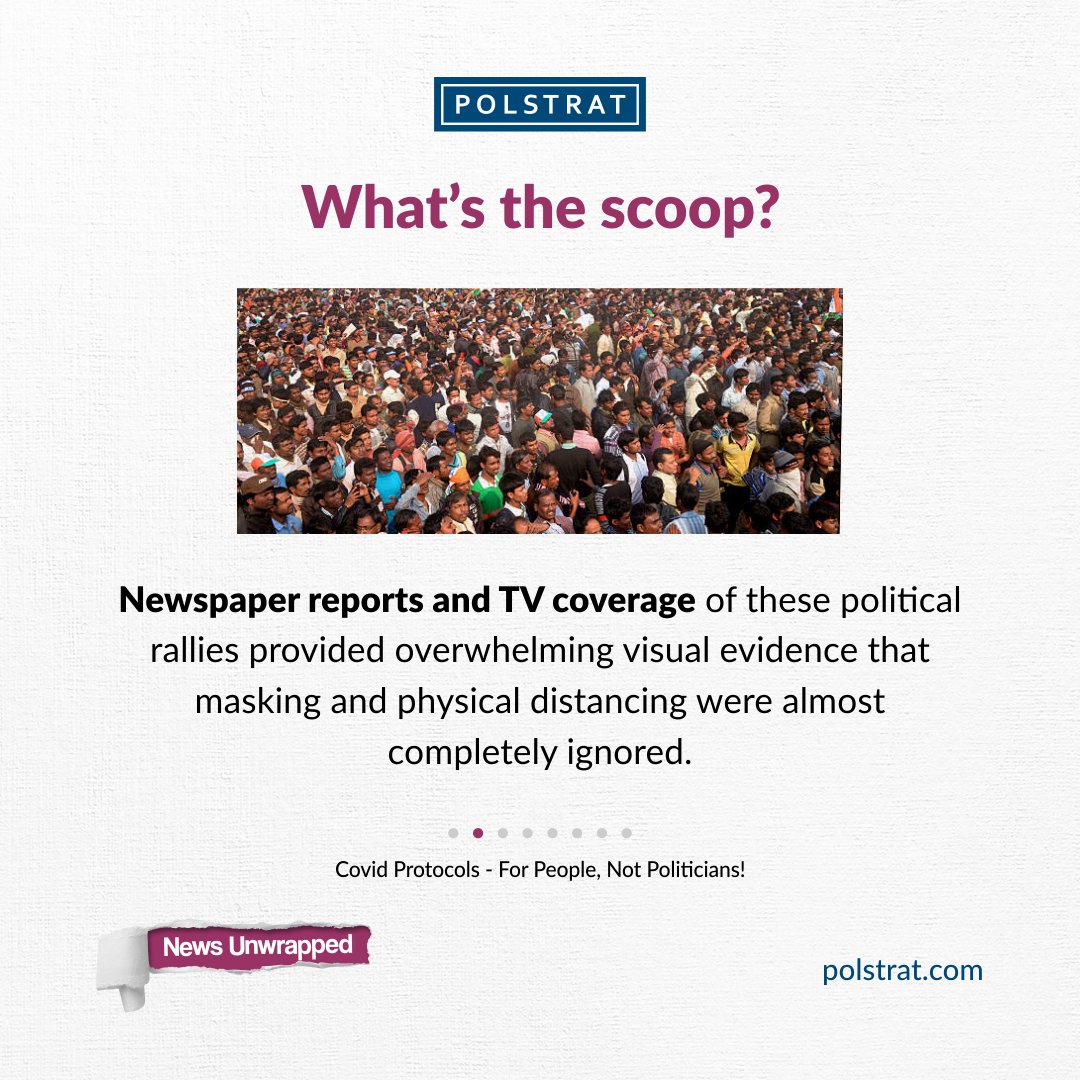 POLSTRAT
What's the scoop?
Newspaper reports and TV coverage of these political
rallies provided overwhelming visual evidence that
masking and physical distancing were almost
completely ignored.
Covid Protocols - For People, Not Politicians!
News Unwrapped
polstrat.com